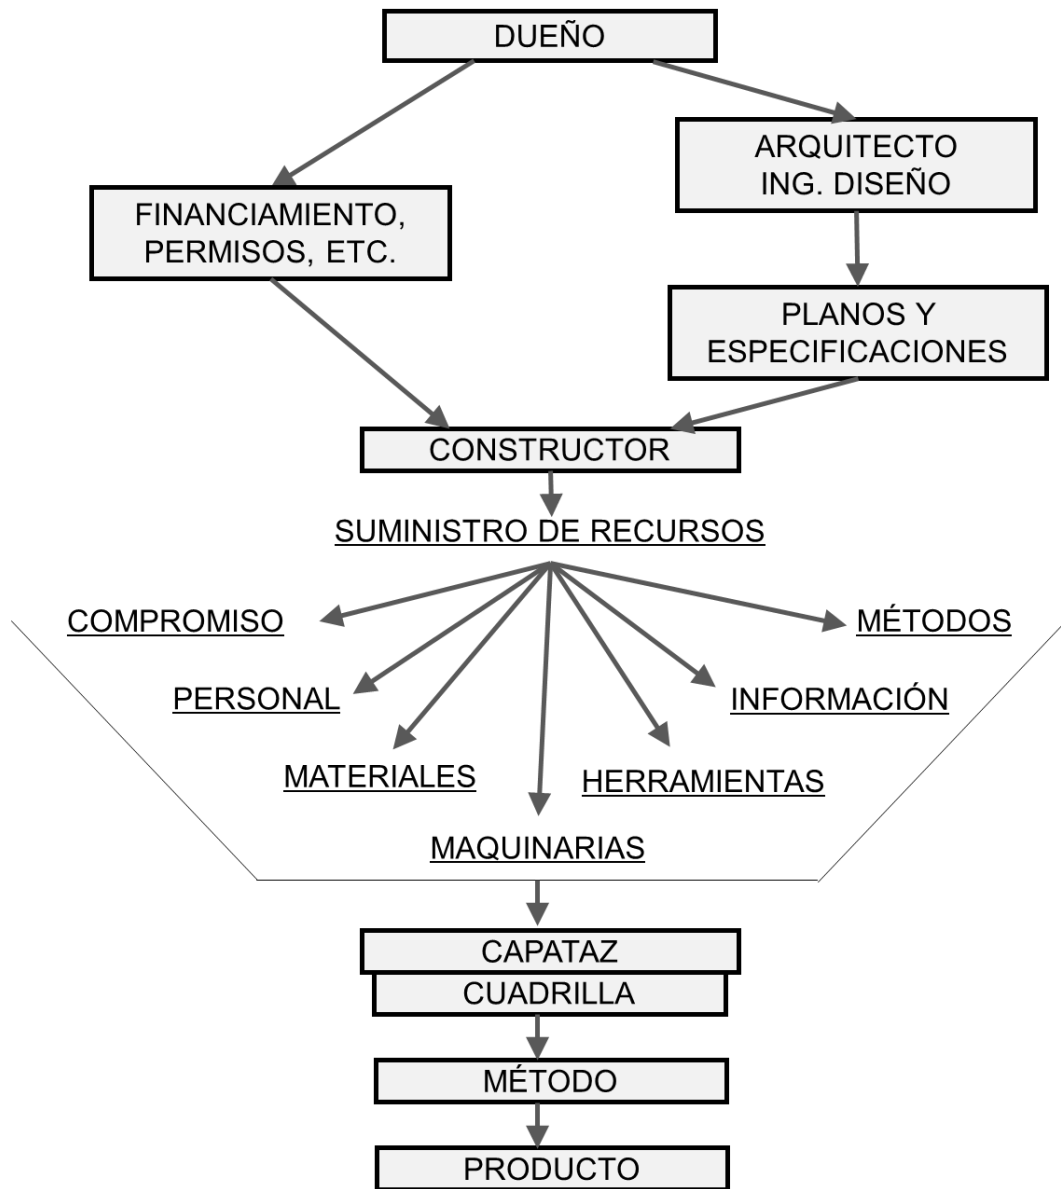 DUEÑO
ARQUITECTO
ING. DISEÑO
FINANCIAMIENTO,
PERMISOS, ETC.
PLANOS Y
ESPECIFICACIONES
CONSTRUCTOR
SUMINISTRO DE RECURSOS
COMPROMISO
MÉTODOS
PERSONAL
INFORMACIÓN
MATERIALES
HERRAMIENTAS
MAQUINARIAS
CAPATAZ
CUADRILLA
MÉTODO
PRODUCTO